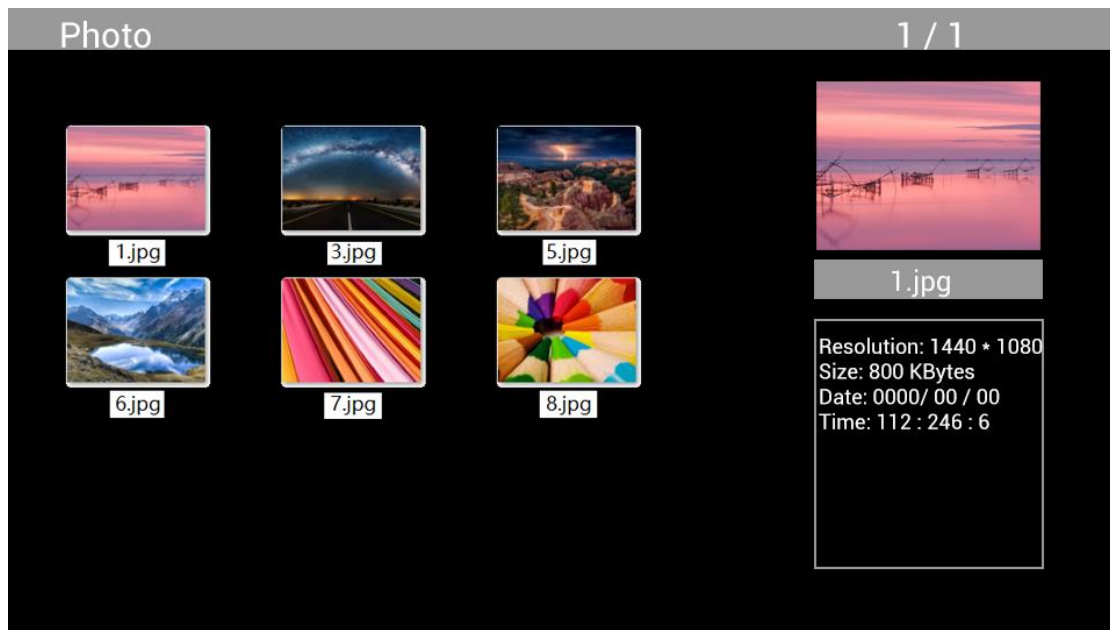 Photo
1 / 1
1.jpg
3.jpg
5.jpg
6.jpg
7.jpg
8.jpg
1.jpg
Resolution: 1440 * 1080
Size: 800 KBytes
Date: 0000/ 00 / 00
Time: 112 : 246 : 6